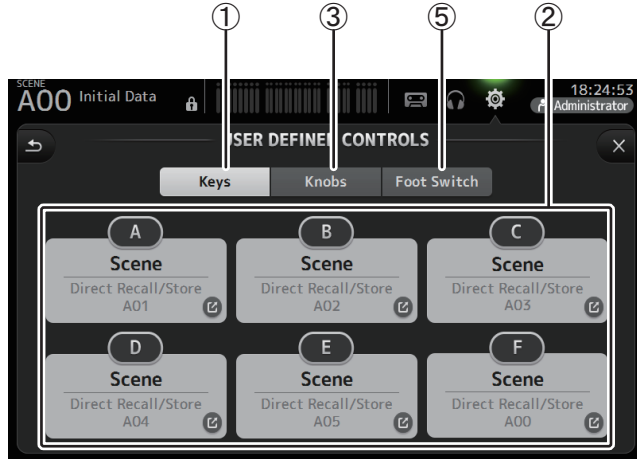 ① ③ ⑤ ②
SCENE
A00 Initial Data
18:24:53
Administrator
USER DEFINED CONTROLS
Keys Knobs Foot Switch
A B C
Scene Scene Scene
Direct Recall/Store Direct Recall/Store Direct Recall/Store
A01 A02 A03
D E F
Scene Scene Scene
Direct Recall/Store Direct Recall/Store Direct Recall/Store
A04 A05 A00